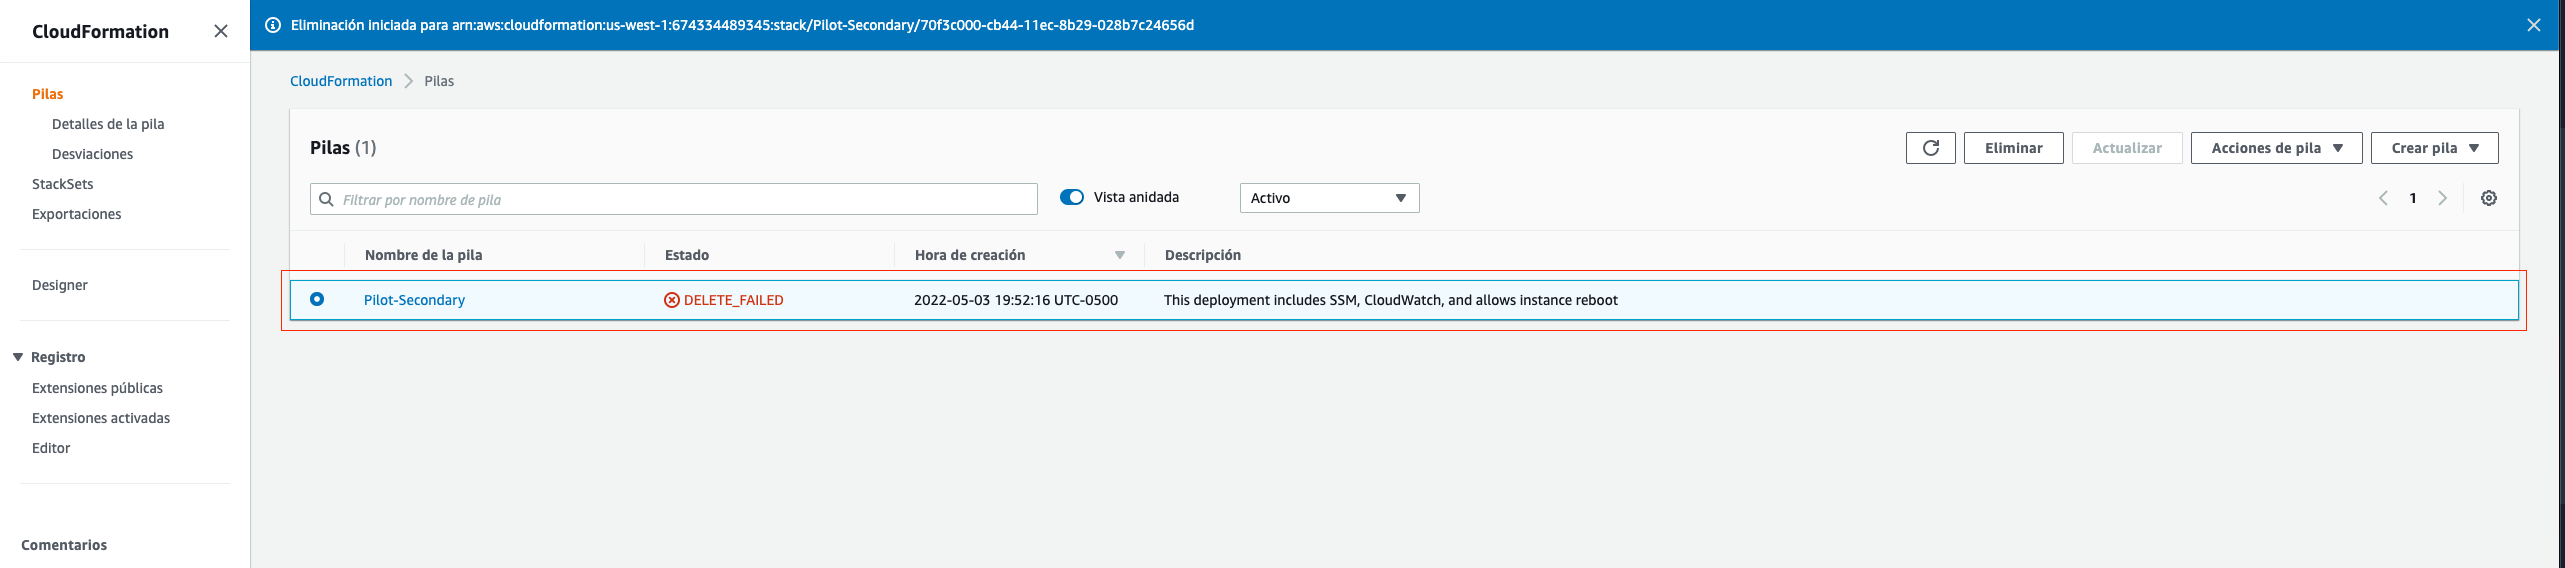 CloudFormation
Pilas
Detalles de la pila
Desviaciones
StackSets
Exportaciones
Designer
Registro
Extensiones públicas
Extensiones activadas
Editor
Comentarios
Eliminación iniciada para arn:aws:cloudformation:us-west-1:674334489345:stack/Pilot-Secondary/70f3c000-cb44-11ec-8b29-028b7c24656d
CloudFormation Pilas
Pilas (1)
Eliminar Actualizar Acciones de pila Crear pila
Filtrar por nombre de pila Vista anidada Activo 1
Nombre de la pila Estado Hora de creación Descripción
Pilot-Secondary DELETE_FAILED 2022-05-03 19:52:16 UTC-0500 This deployment includes SSM, CloudWatch, and allows instance reboot